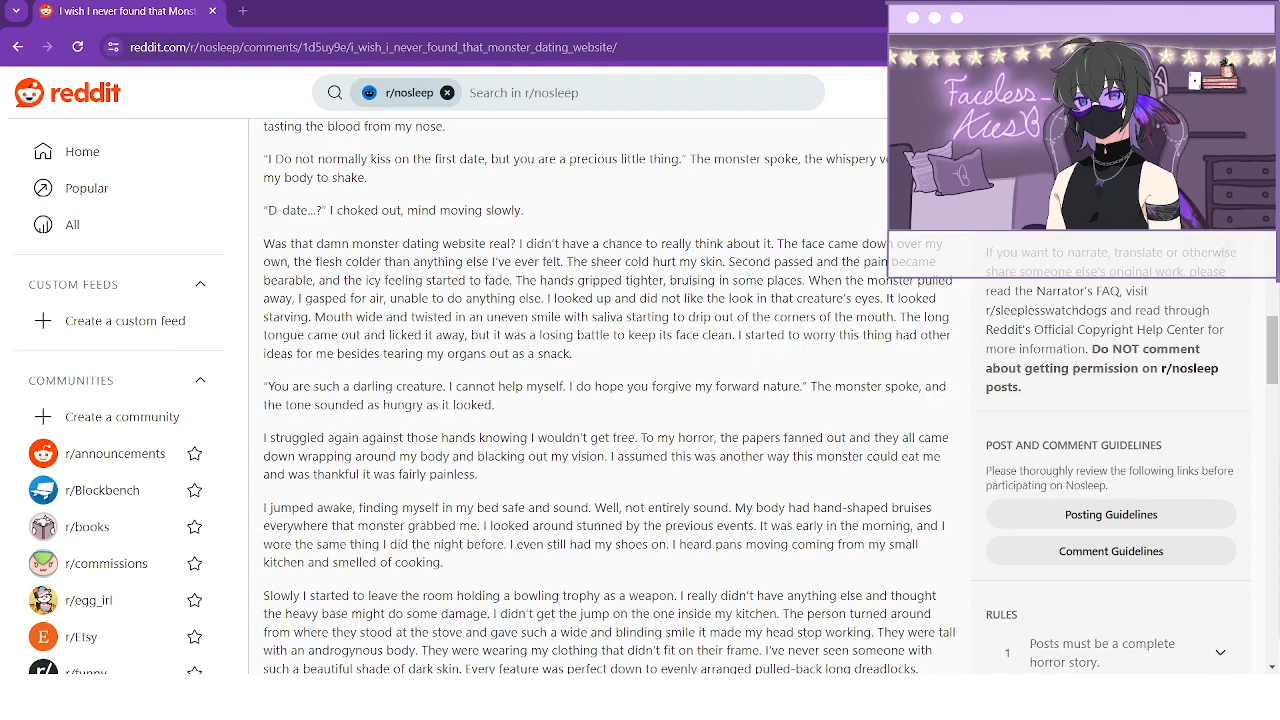 I wish I never found that Monst
reddit.com/r/nosleep/comments/1d5uy9e/i_wish_i_never_found_that_monster_dating_website/
reddit
r/nosleep
Search in r/nosleep
Home
Popular
All
CUSTOM FEEDS
Create a custom feed
COMMUNITIES
Create a community
r/announcements
r/Blockbench
r/books
r/commissions
r/egg_irl
r/Etsy
r/funny
tasting the blood from my nose.
“I Do not normally kiss on the first date, but you are a precious little thing.” The monster spoke, the whispery
my body to shake.
“D-date...?” I choked out, mind moving slowly.
Was that damn monster dating website real? I didn’t have a chance to really think about it. The face came down over my
own, the flesh colder than anything else I’ve ever felt. The sheer cold hurt my skin. Second passed and the pain became
bearable, and the icy feeling started to fade. The hands gripped tighter, bruising in some places. When the monster pulled
away, I gasped for air, unable to do anything else. I looked up and did not like the look in that creature’s eyes. It looked
starving. Mouth wide and twisted in an uneven smile with saliva starting to drip out of the corners of the mouth. The long
tongue came out and licked it away, but it was a losing battle to keep its face clean. I started to worry this thing had other
ideas for me besides tearing my organs out as a snack.
“You are such a darling creature. I cannot help myself. I do hope you forgive my forward nature.” The monster spoke, and
the tone sounded as hungry as it looked.
I struggled again against those hands knowing I wouldn’t get free. To my horror, the papers fanned out and they all came
down wrapping around my body and blacking out my vision. I assumed this was another way this monster could eat me
and was thankful it was fairly painless.
I jumped awake, finding myself in my bed safe and sound. Well, not entirely sound. My body had hand-shaped bruises
everywhere that monster grabbed me. I looked around stunned by the previous events. It was early in the morning, and I
wore the same thing I did the night before. I even still had my shoes on. I heard pans moving coming from my small
kitchen and smelled of cooking.
Slowly I started to leave the room holding a bowling trophy as a weapon. I really didn’t have anything else and thought
the heavy base might do some damage. I didn’t get the jump on the one inside my kitchen. The person turned around
from where they stood at the stove and gave such a wide and blinding smile it made my head stop working. They were tall
with an androgynous body. They were wearing my clothing that didn’t fit on their frame. I’ve never seen someone with
such a beautiful shade of dark skin. Every feature was perfect down to evenly arranged pulled-back long dreadlocks.
Faceless_
If you want to narrate, translate or otherwise
share someone else's original work, please
read the Narrator's FAQ, visit
r/sleeplesswatchdogs and read through
Reddit's Official Copyright Help Center for
more information. Do NOT comment
about getting permission on r/nosleep
posts.
POST AND COMMENT GUIDELINES
Please thoroughly review the following links before
participating on Nosleep.
Posting Guidelines
Comment Guidelines
RULES
1
Posts must be a complete
horror story.